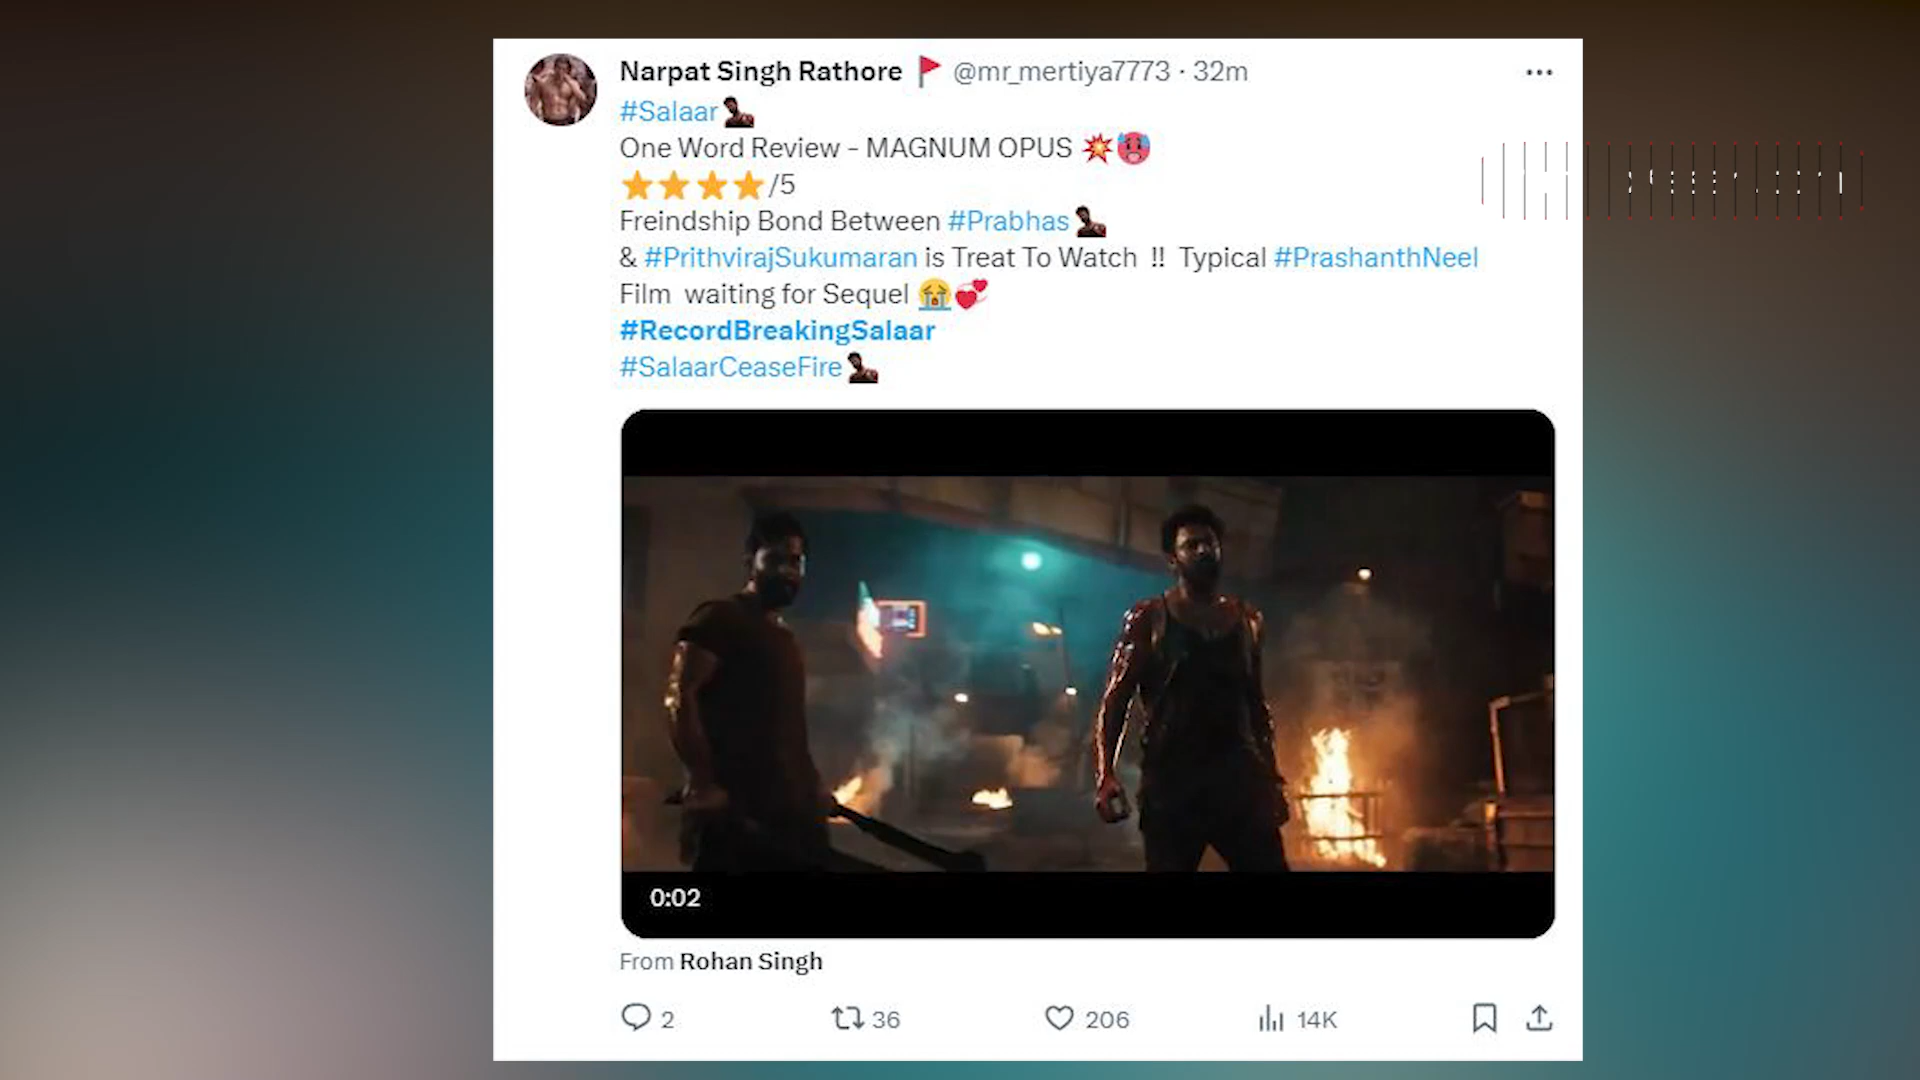 Narpat Singh Rathore 🚩 @mr_mertiya7773 · 32m
#Salaar
One Word Review - MAGNUM OPUS 💥🥵
⭐⭐⭐⭐/5
Freindship Bond Between #Prabhas
& #PrithvirajSukumaran is Treat To Watch !! Typical #PrashanthNeel
Film waiting for Sequel 😭💞
#RecordBreakingSalaar
#SalaarCeaseFire
0:02
From Rohan Singh
2 36 206 14K